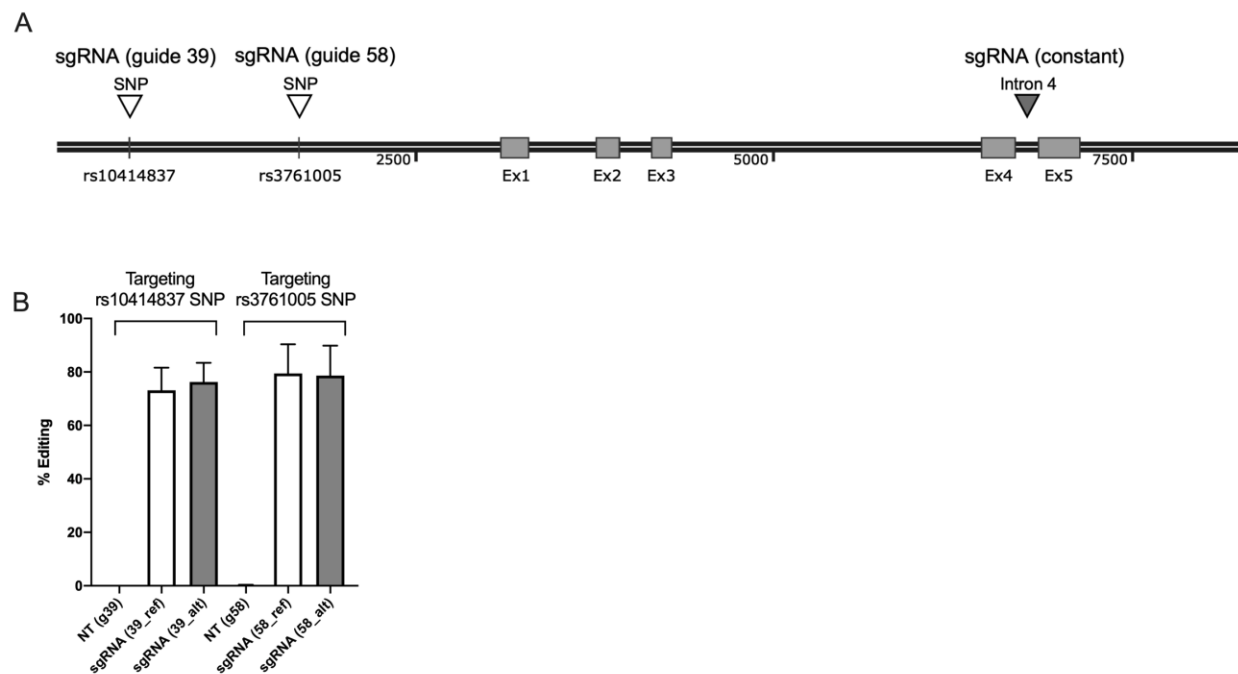 A
sgRNA (guide 39) sgRNA (guide 58) sgRNA (constant)
SNP SNP Intron 4
2500 5000 7500
rs10414837 rs3761005 Ex1 Ex2 Ex3 Ex4 Ex5
B
Targeting
rs10414837 SNP
Targeting
rs3761005 SNP
% Editing
100
80
60
40
20
0
NT (g39)
sgRNA (39_ref)
sgRNA (39_alt)
NT (g58)
sgRNA (58_ref)
sgRNA (58_alt)